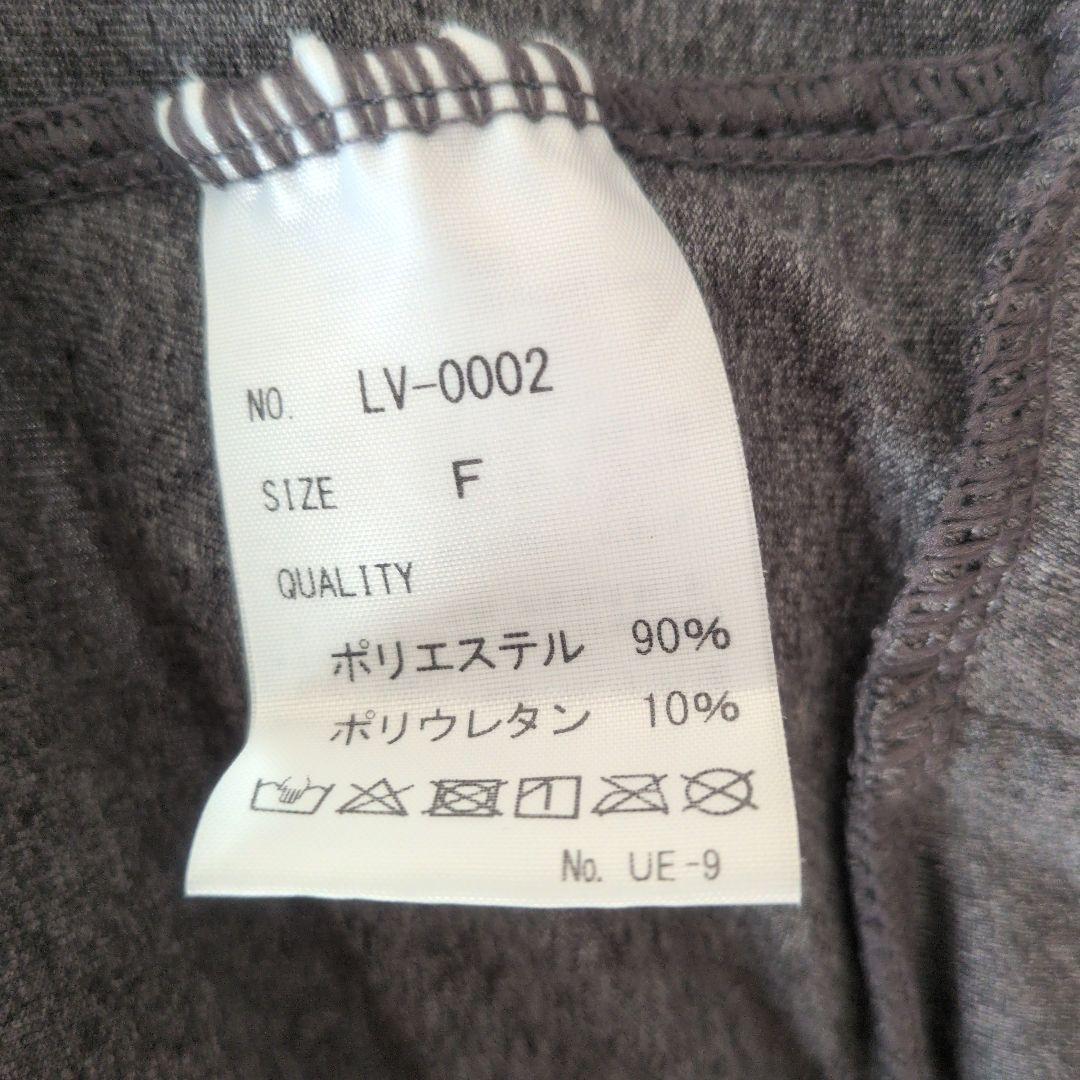 NO. LV-0002
SIZE F
QUALITY
ポリエステル 90%
ポリウレタン 10%
No. UE-9